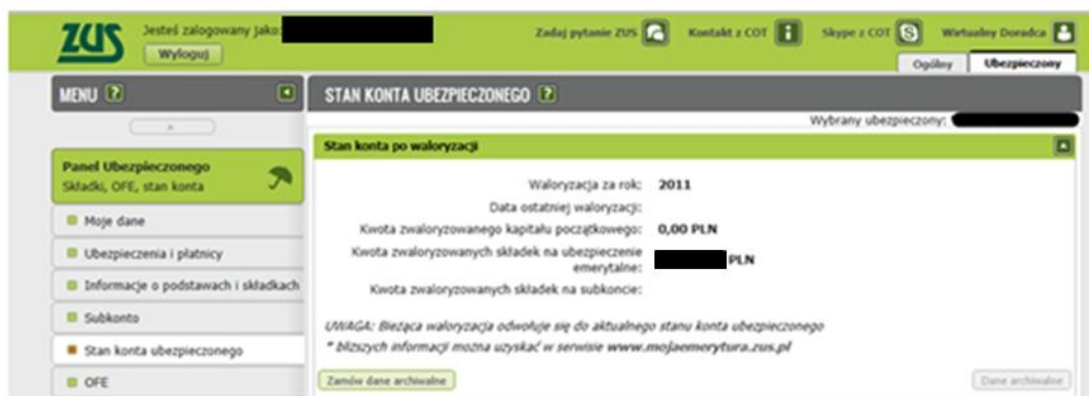 ZUS
Jesteś zalogowany jako:
Wyloguj
Zadaj pytanie ZUS
Kontakt z COT
Skype z COT
Wirtualny Doradca
Ogólny
Ubezpieczony
MENU ?
STAN KONTA UBEZPIECZONEGO ?
Wybrany ubezpieczony:
Panel Ubezpieczonego
Składki, OFE, stan konta
Moje dane
Ubezpieczenia i płatnicy
Informacje o podstawach i składkach
Subkonto
Stan konta ubezpieczonego
OFE
Stan konta po waloryzacji
Waloryzacja za rok: 2011
Data ostatniej waloryzacji:
Kwota zwaloryzowanego kapitału początkowego: 0,00 PLN
Kwota zwaloryzowanych składek na ubezpieczenie
emerytalne: PLN
Kwota zwaloryzowanych składek na subkoncie:
UWAGA: Bieżąca waloryzacja odwołuje się do aktualnego stanu konta ubezpieczonego
* bliższych informacji można uzyskać w serwisie www.mojaemerytura.zus.pl
Zamów dane archiwalne
Dane archiwalne